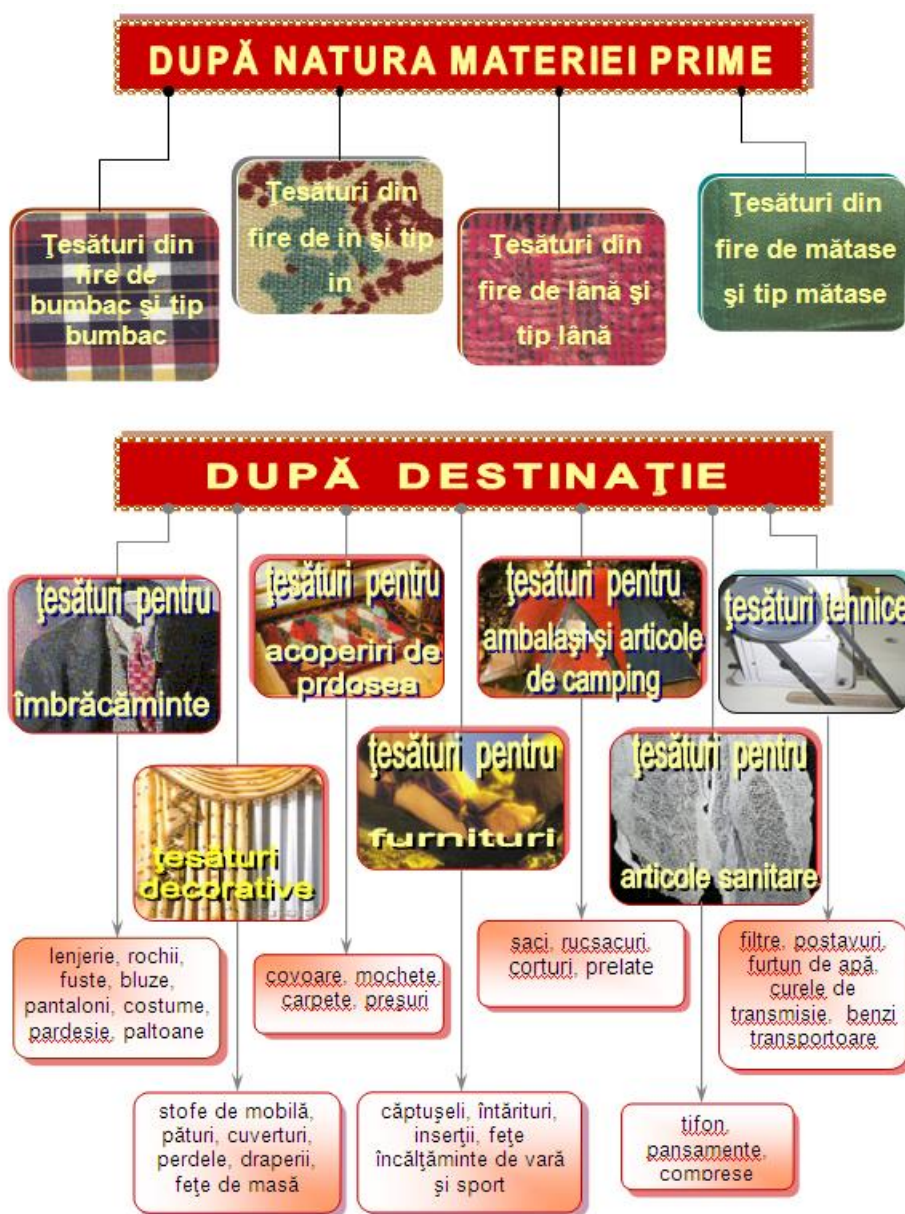 DUPĂ NATURA MATERIEI PRIME
Ţesături din
fire de
bumbac şi tip
bumbac
Ţesături din
fire de in şi tip
in
Ţesături din
fire de lână şi
tip lână
Ţesături din
fire de mătase
şi tip mătase
DUPĂ DESTINAŢIE
ţesături pentru
îmbrăcăminte
ţesături pentru
acoperiri de
prdosea
ţesături pentru
ambalaşi şi articole
de camping
ţesături tehnice
ţesături
decorative
ţesături pentru
furnituri
ţesături pentru
articole sanitare
lenjerie, rochii,
fuste, bluze,
pantaloni, costume,
pardesie, paltoane
covoare, mochete,
carpete, preşuri
saci, rucsacuri,
corturi, prelate
filtre, postavuri,
furtun de apă,
curele de
transmisie, benzi
transportoare
stofe de mobilă,
pături, cuverturi,
perdele, draperii,
feţe de masă
căptuşeli, întărituri,
inserţii, feţe
încălţăminte de vară
şi sport
tifon,
pansamente,
comprese